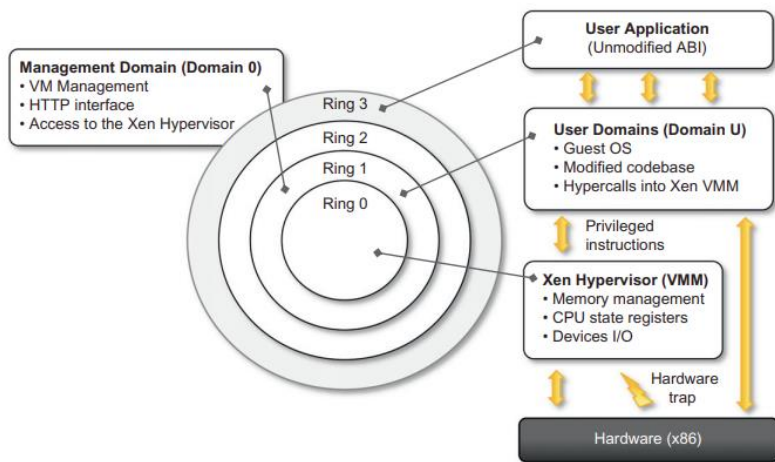 User Application
(Unmodified ABI)
Management Domain (Domain 0)
• VM Management
• HTTP interface
• Access to the Xen Hypervisor
Ring 3
Ring 2
Ring 1
Ring 0
User Domains (Domain U)
• Guest OS
• Modified codebase
• Hypercalls into Xen VMM
Privileged
instructions
Xen Hypervisor (VMM)
• Memory management
• CPU state registers
• Devices I/O
Hardware
trap
Hardware (x86)